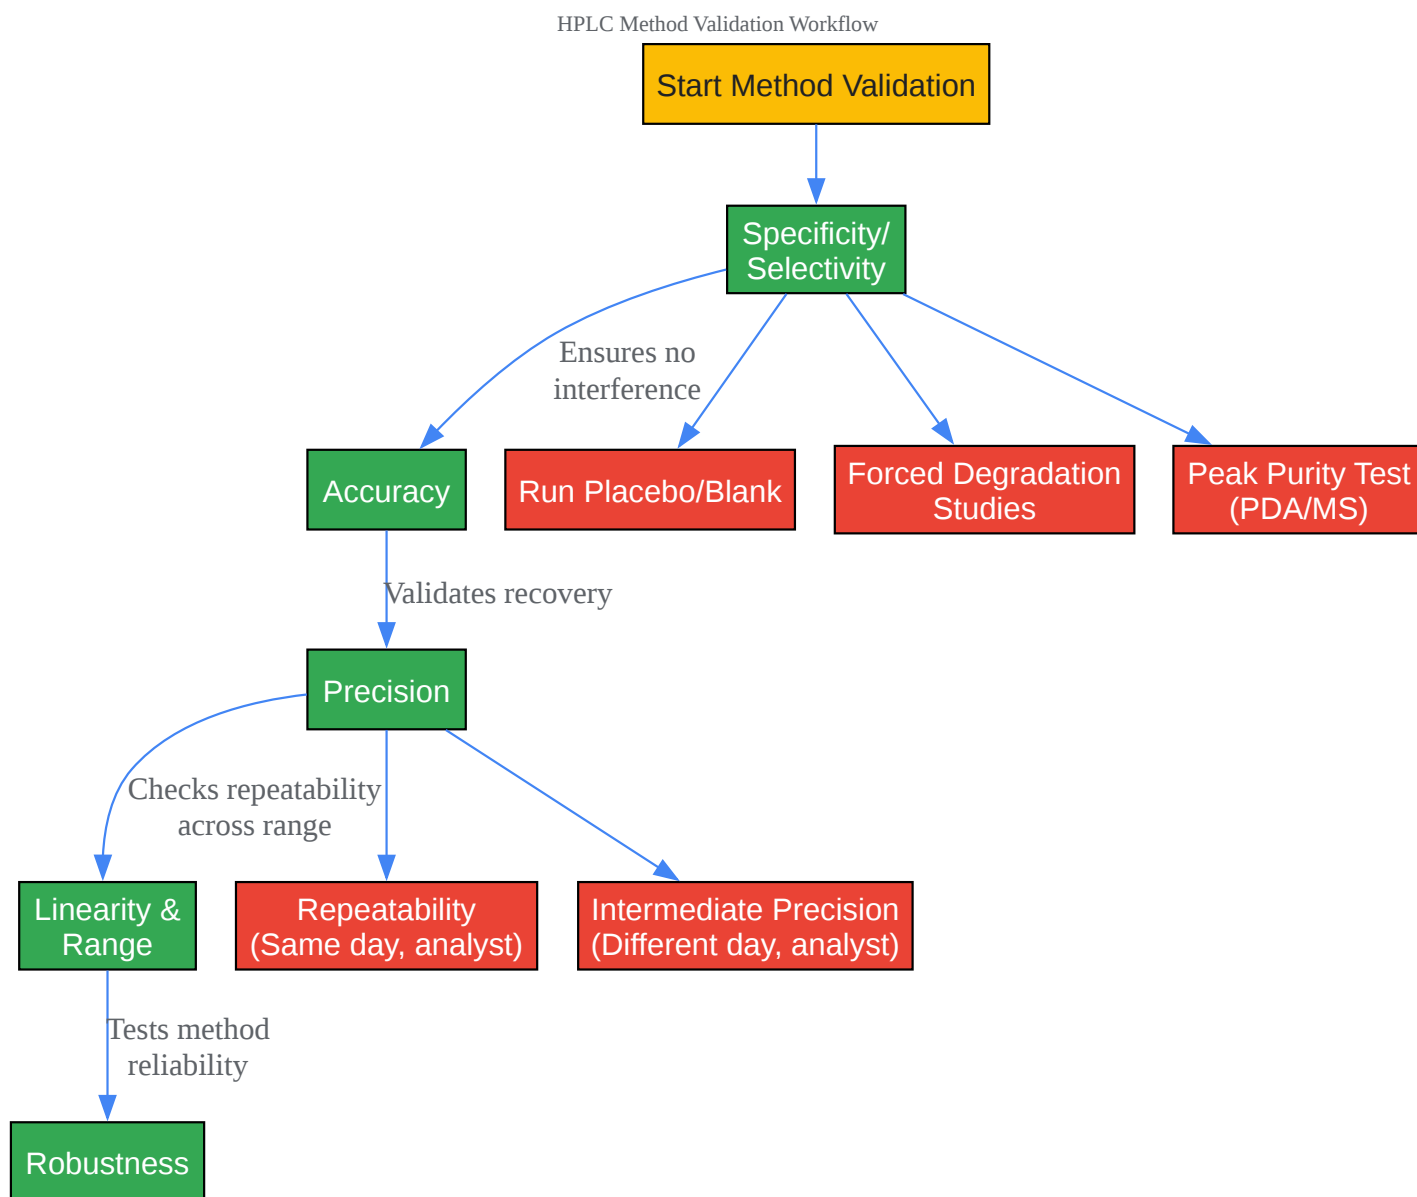 HPLC Method Validation Workflow
Start Method Validation
Specificity/
Selectivity
Ensures no
interference
Accuracy
Run Placebo/Blank
Forced Degradation
Studies
Peak Purity Test
(PDA/MS)
Validates recovery
Precision
Checks repeatability
across range
Linearity &
Range
Repeatability
(Same day, analyst)
Intermediate Precision
(Different day, analyst)
Tests method
reliability
Robustness